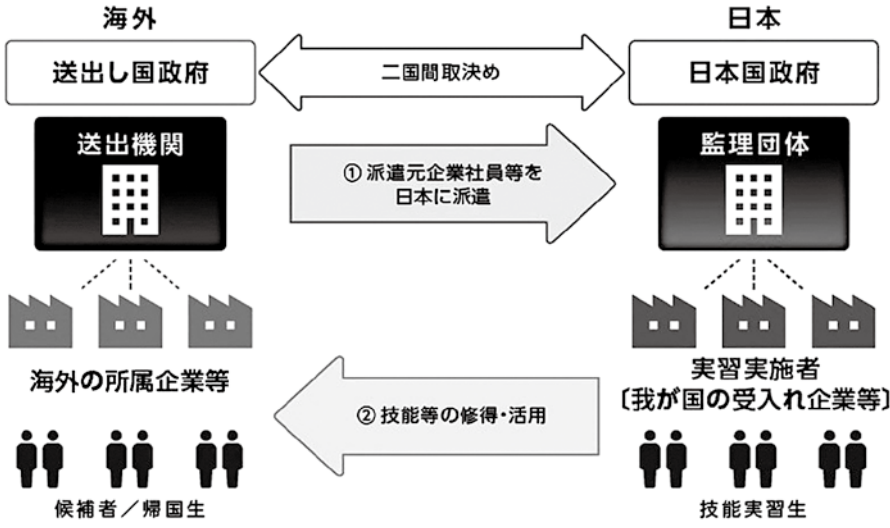 海外
日本
送出し国政府
二国間取決め
日本国政府
送出機関
監理団体
① 派遣元企業社員等を
日本に派遣
海外の所属企業等
実習実施者
〔我が国の受入れ企業等〕
② 技能等の修得・活用
候補者／帰国生
技能実習生